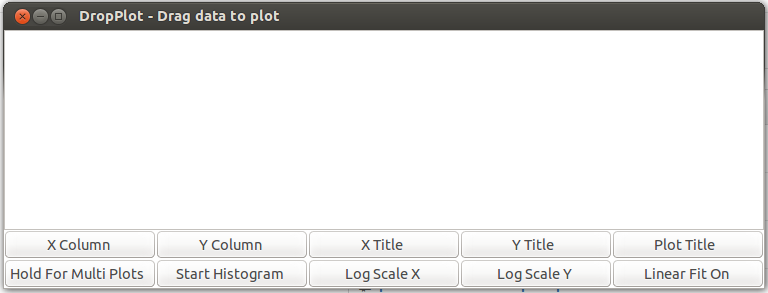 DropPlot - Drag data to plot
X Column Y Column X Title Y Title Plot Title
Hold For Multi Plots Start Histogram Log Scale X Log Scale Y Linear Fit On